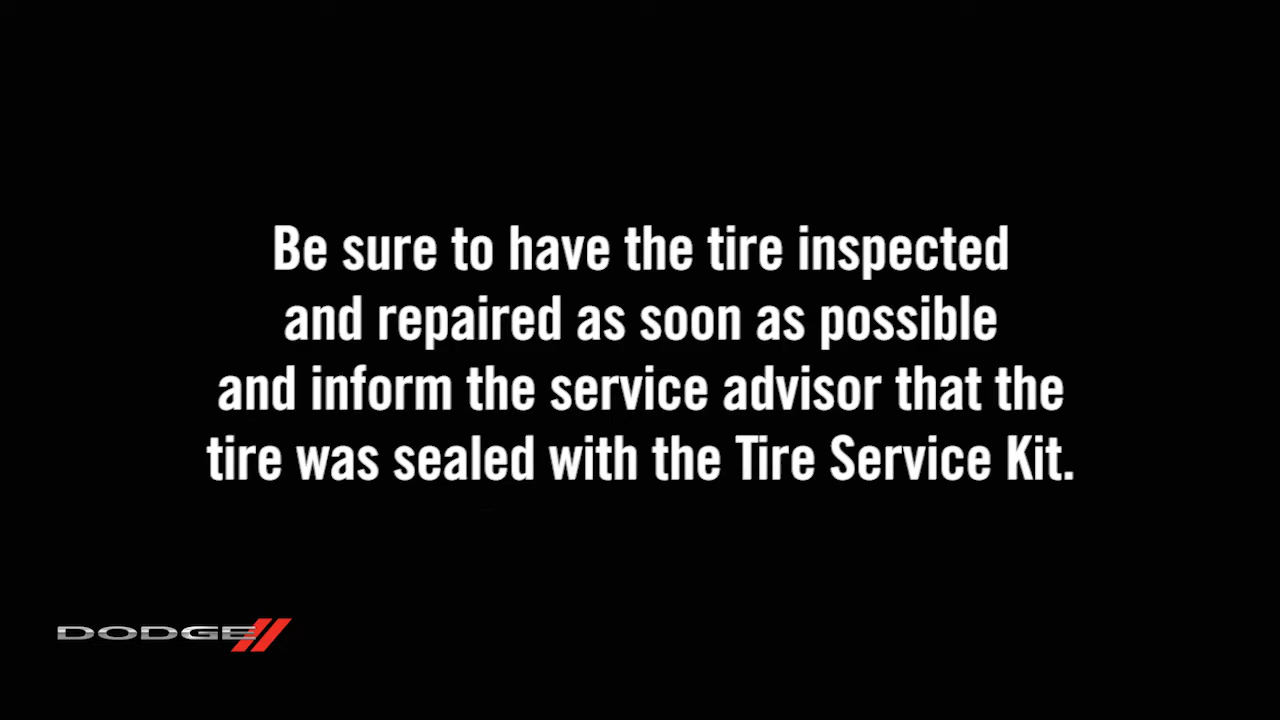 Be sure to have the tire inspected
and repaired as soon as possible
and inform the service advisor that the
tire was sealed with the Tire Service Kit.
DODGE